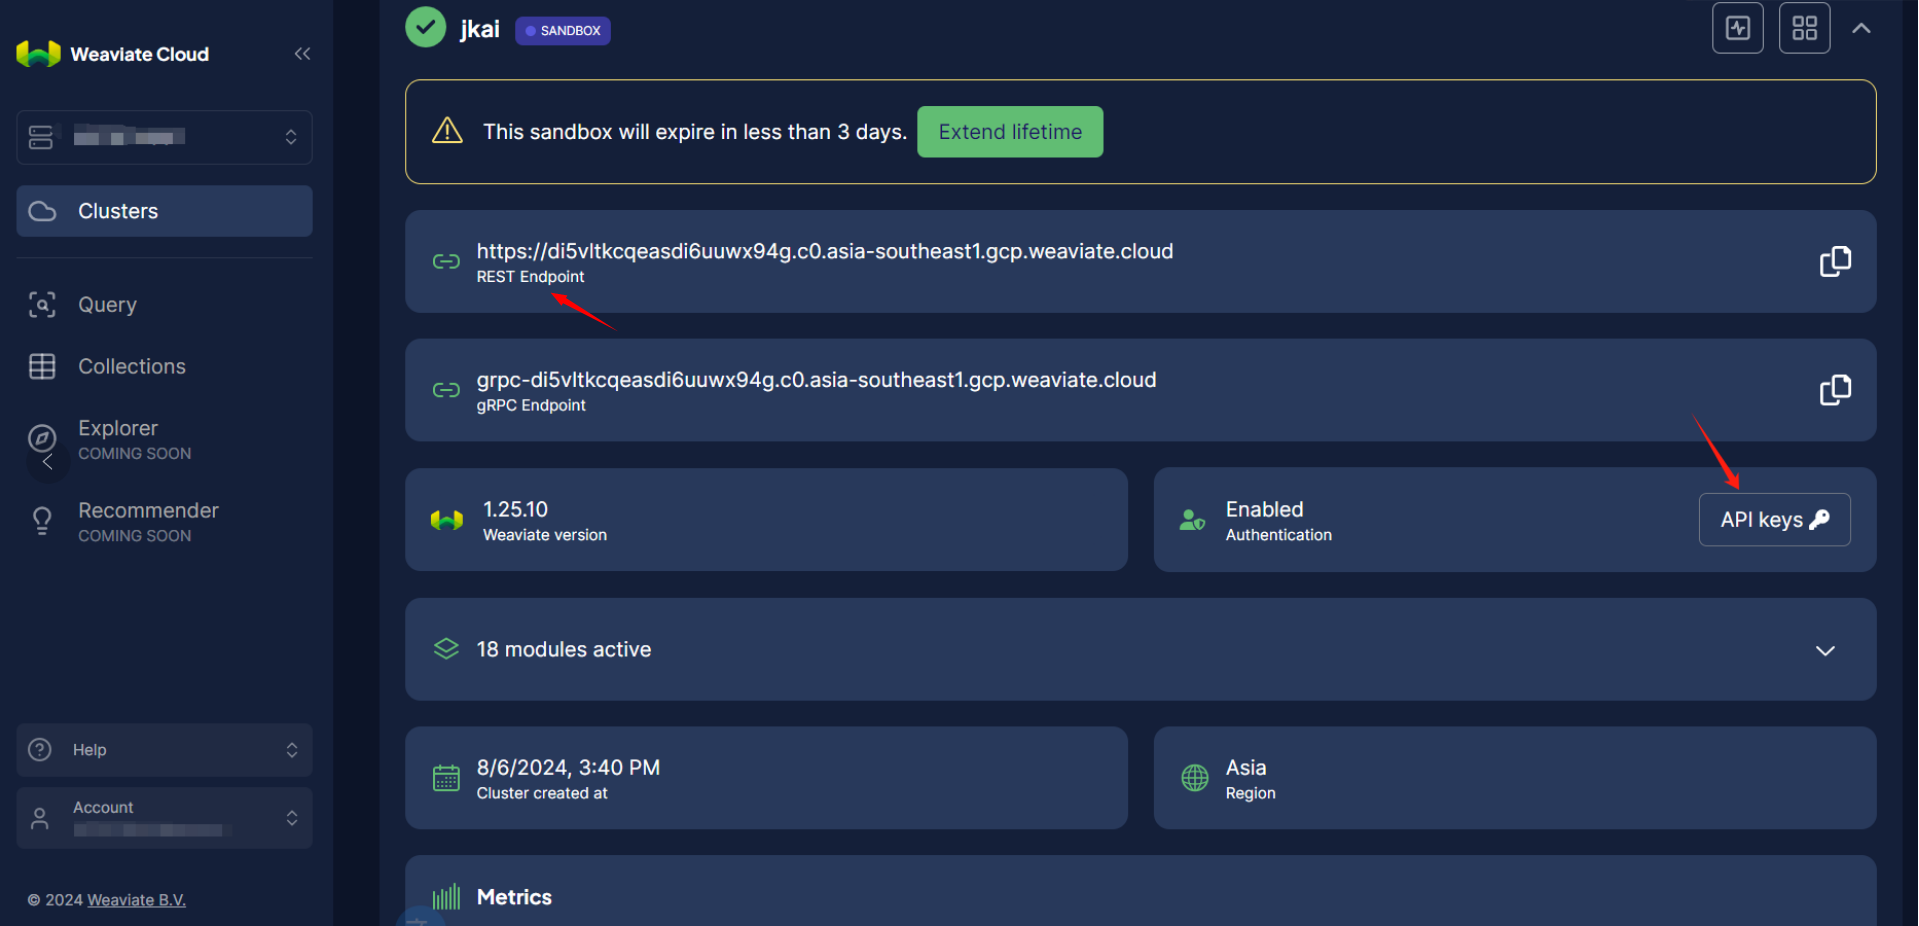 Weaviate Cloud
Clusters
Query
Collections
Explorer
COMING SOON
Recommender
COMING SOON
Help
Account
© 2024 Weaviate B.V.
jkai
SANDBOX
This sandbox will expire in less than 3 days.
Extend lifetime
https://di5vltkcqeasdi6uuwx94g.c0.asia-southeast1.gcp.weaviate.cloud
REST Endpoint
grpc-di5vltkcqeasdi6uuwx94g.c0.asia-southeast1.gcp.weaviate.cloud
gRPC Endpoint
1.25.10
Weaviate version
Enabled
Authentication
API keys
18 modules active
8/6/2024, 3:40 PM
Cluster created at
Asia
Region
Metrics